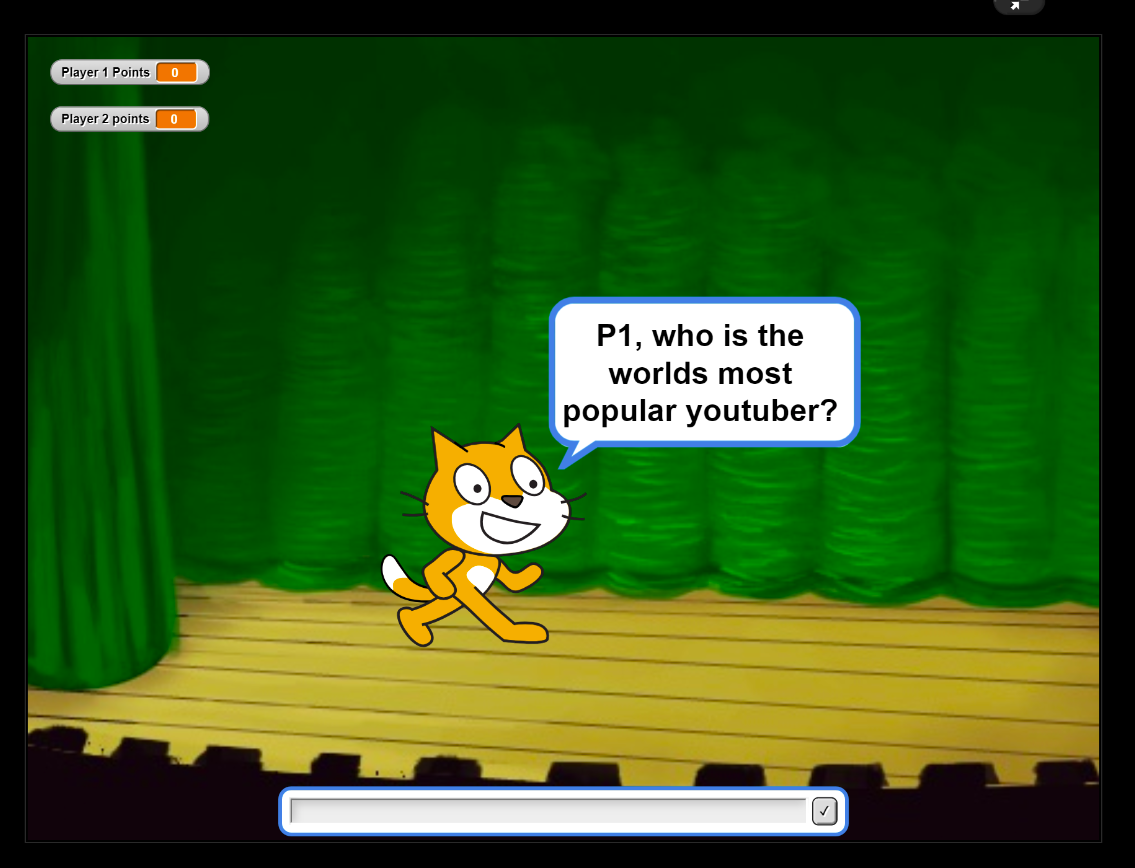 Player 1 Points 0
Player 2 points 0
P1, who is the
worlds most
popular youtuber?